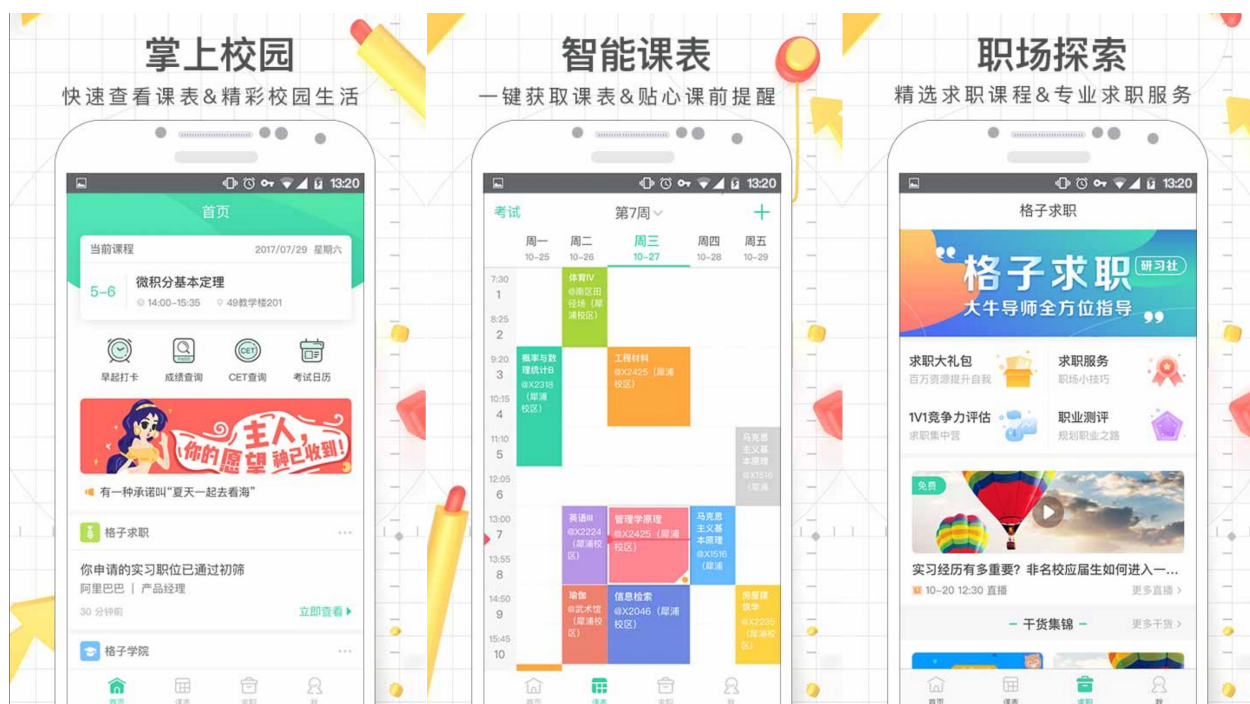 掌上校园
快速查看课表&精彩校园生活
13:20
首页
当前课程
2017/07/29 星期六
5-6
微积分基本定理
14:00-15:35
49教学楼201
早起打卡
成绩查询
CET
CET查询
考试日历
主人,
你的愿望神已收到!
有一种承诺叫“夏天一起去看海”
格子求职
你申请的实习职位已通过初筛
阿里巴巴 | 产品经理
30 分钟前
立即查看
格子学院
首页
课表
求职
我
智能课表
一键获取课表&贴心课前提醒
13:20
考试
第7周
周一
周二
周三
周四
周五
10-25
10-26
10-27
10-28
10-29
7:30
1
8:25
2
9:20
3
10:15
4
11:10
5
12:05
6
13:00
7
13:55
8
14:50
9
15:45
10
体育IV
@南区田
径场(犀
浦校区)
概率与数
理统计B
@X2318
(犀浦
校区)
工程材料
@X2425(犀浦
校区)
马克思
主义基
本原理
@X1516
(犀浦
英语III
@X2224
(犀浦校
区)
管理学原理
@X2425(犀浦
校区)
马克思
主义基
本原理
@X1516
(犀浦
瑜伽
@武术馆
(犀浦校
区)
信息检索
@X2046(犀浦
校区)
房屋建
筑学
@X2235
(犀浦校
区)
首页
课表
求职
我
职场探索
精选求职课程&专业求职服务
13:20
格子求职
格子求职
研习社
大牛导师全方位指导
求职大礼包
百万资源提升自我
求职服务
职场小技巧
1V1竞争力评估
求职集中营
职业测评
规划职业之路
免费
实习经历有多重要?非名校应届生如何进入一...
10-20 12:30 直播
更多直播
干货集锦
更多干货
首页
课表
求职
我